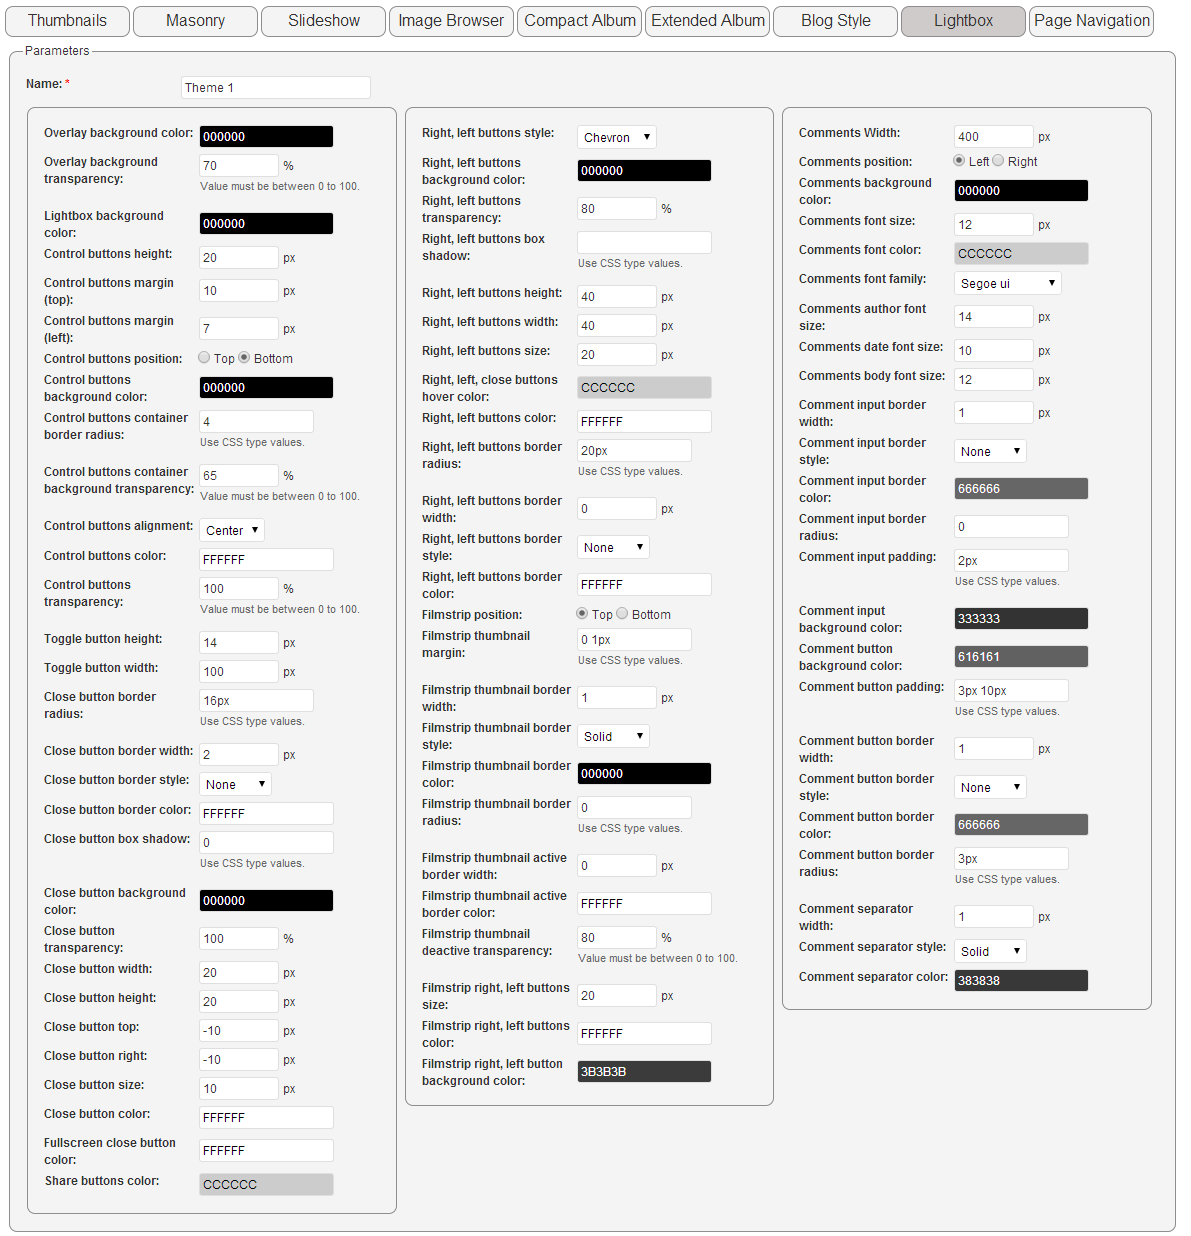 Thumbnails Masonry Slideshow Image Browser Compact Album Extended Album Blog Style Lightbox Page Navigation
Parameters
Name: * Theme 1
Overlay background color: 000000
Overlay background
transparency: 70 %
Value must be between 0 to 100.
Lightbox background
color: 000000
Control buttons height: 20 px
Control buttons margin
(top): 10 px
Control buttons margin
(left): 7 px
Control buttons position: Top Bottom
Control buttons
background color: 000000
Control buttons container
border radius: 4
Use CSS type values.
Control buttons container
background transparency: 65 %
Value must be between 0 to 100.
Control buttons alignment: Center
Control buttons color: FFFFFF
Control buttons
transparency: 100 %
Value must be between 0 to 100.
Toggle button height: 14 px
Toggle button width: 100 px
Close button border
radius: 16px
Use CSS type values.
Close button border width: 2 px
Close button border style: None
Close button border color: FFFFFF
Close button box shadow: 0
Use CSS type values.
Close button background
color: 000000
Close button
transparency: 100 %
Close button width: 20 px
Close button height: 20 px
Close button top: -10 px
Close button right: -10 px
Close button size: 10 px
Close button color: FFFFFF
Fullscreen close button
color: FFFFFF
Share buttons color: CCCCCC
Right, left buttons style: Chevron
Right, left buttons
background color: 000000
Right, left buttons
transparency: 80 %
Right, left buttons box
shadow:
Use CSS type values.
Right, left buttons height: 40 px
Right, left buttons width: 40 px
Right, left buttons size: 20 px
Right, left, close buttons
hover color: CCCCCC
Right, left buttons color: FFFFFF
Right, left buttons border
radius: 20px
Use CSS type values.
Right, left buttons border
width: 0 px
Right, left buttons border
style: None
Right, left buttons border
color: FFFFFF
Filmstrip position: Top Bottom
Filmstrip thumbnail
margin: 0 1px
Use CSS type values.
Filmstrip thumbnail border
width: 1 px
Filmstrip thumbnail border
style: Solid
Filmstrip thumbnail border
color: 000000
Filmstrip thumbnail border
radius: 0
Use CSS type values.
Filmstrip thumbnail active
border width: 0 px
Filmstrip thumbnail active
border color: FFFFFF
Filmstrip thumbnail
deactive transparency: 80 %
Value must be between 0 to 100.
Filmstrip right, left buttons
size: 20 px
Filmstrip right, left buttons
color: FFFFFF
Filmstrip right, left button
background color: 3B3B3B
Comments Width: 400 px
Comments position: Left Right
Comments background
color: 000000
Comments font size: 12 px
Comments font color: CCCCCC
Comments font family: Segoe ui
Comments author font
size: 14 px
Comments date font size: 10 px
Comments body font size: 12 px
Comment input border
width: 1 px
Comment input border
style: None
Comment input border
color: 666666
Comment input border
radius: 0
Comment input padding: 2px
Use CSS type values.
Comment input
background color: 333333
Comment button
background color: 616161
Comment button padding: 3px 10px
Use CSS type values.
Comment button border
width: 1 px
Comment button border
style: None
Comment button border
color: 666666
Comment button border
radius: 3px
Use CSS type values.
Comment separator
width: 1 px
Comment separator style: Solid
Comment separator color: 383838